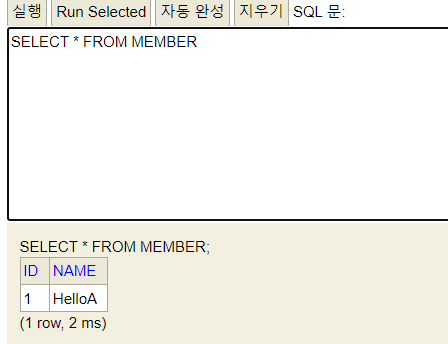 실행 Run Selected 자동 완성 지우기 SQL 문:
SELECT * FROM MEMBER
SELECT * FROM MEMBER;
ID NAME
1 HelloA
(1 row, 2 ms)